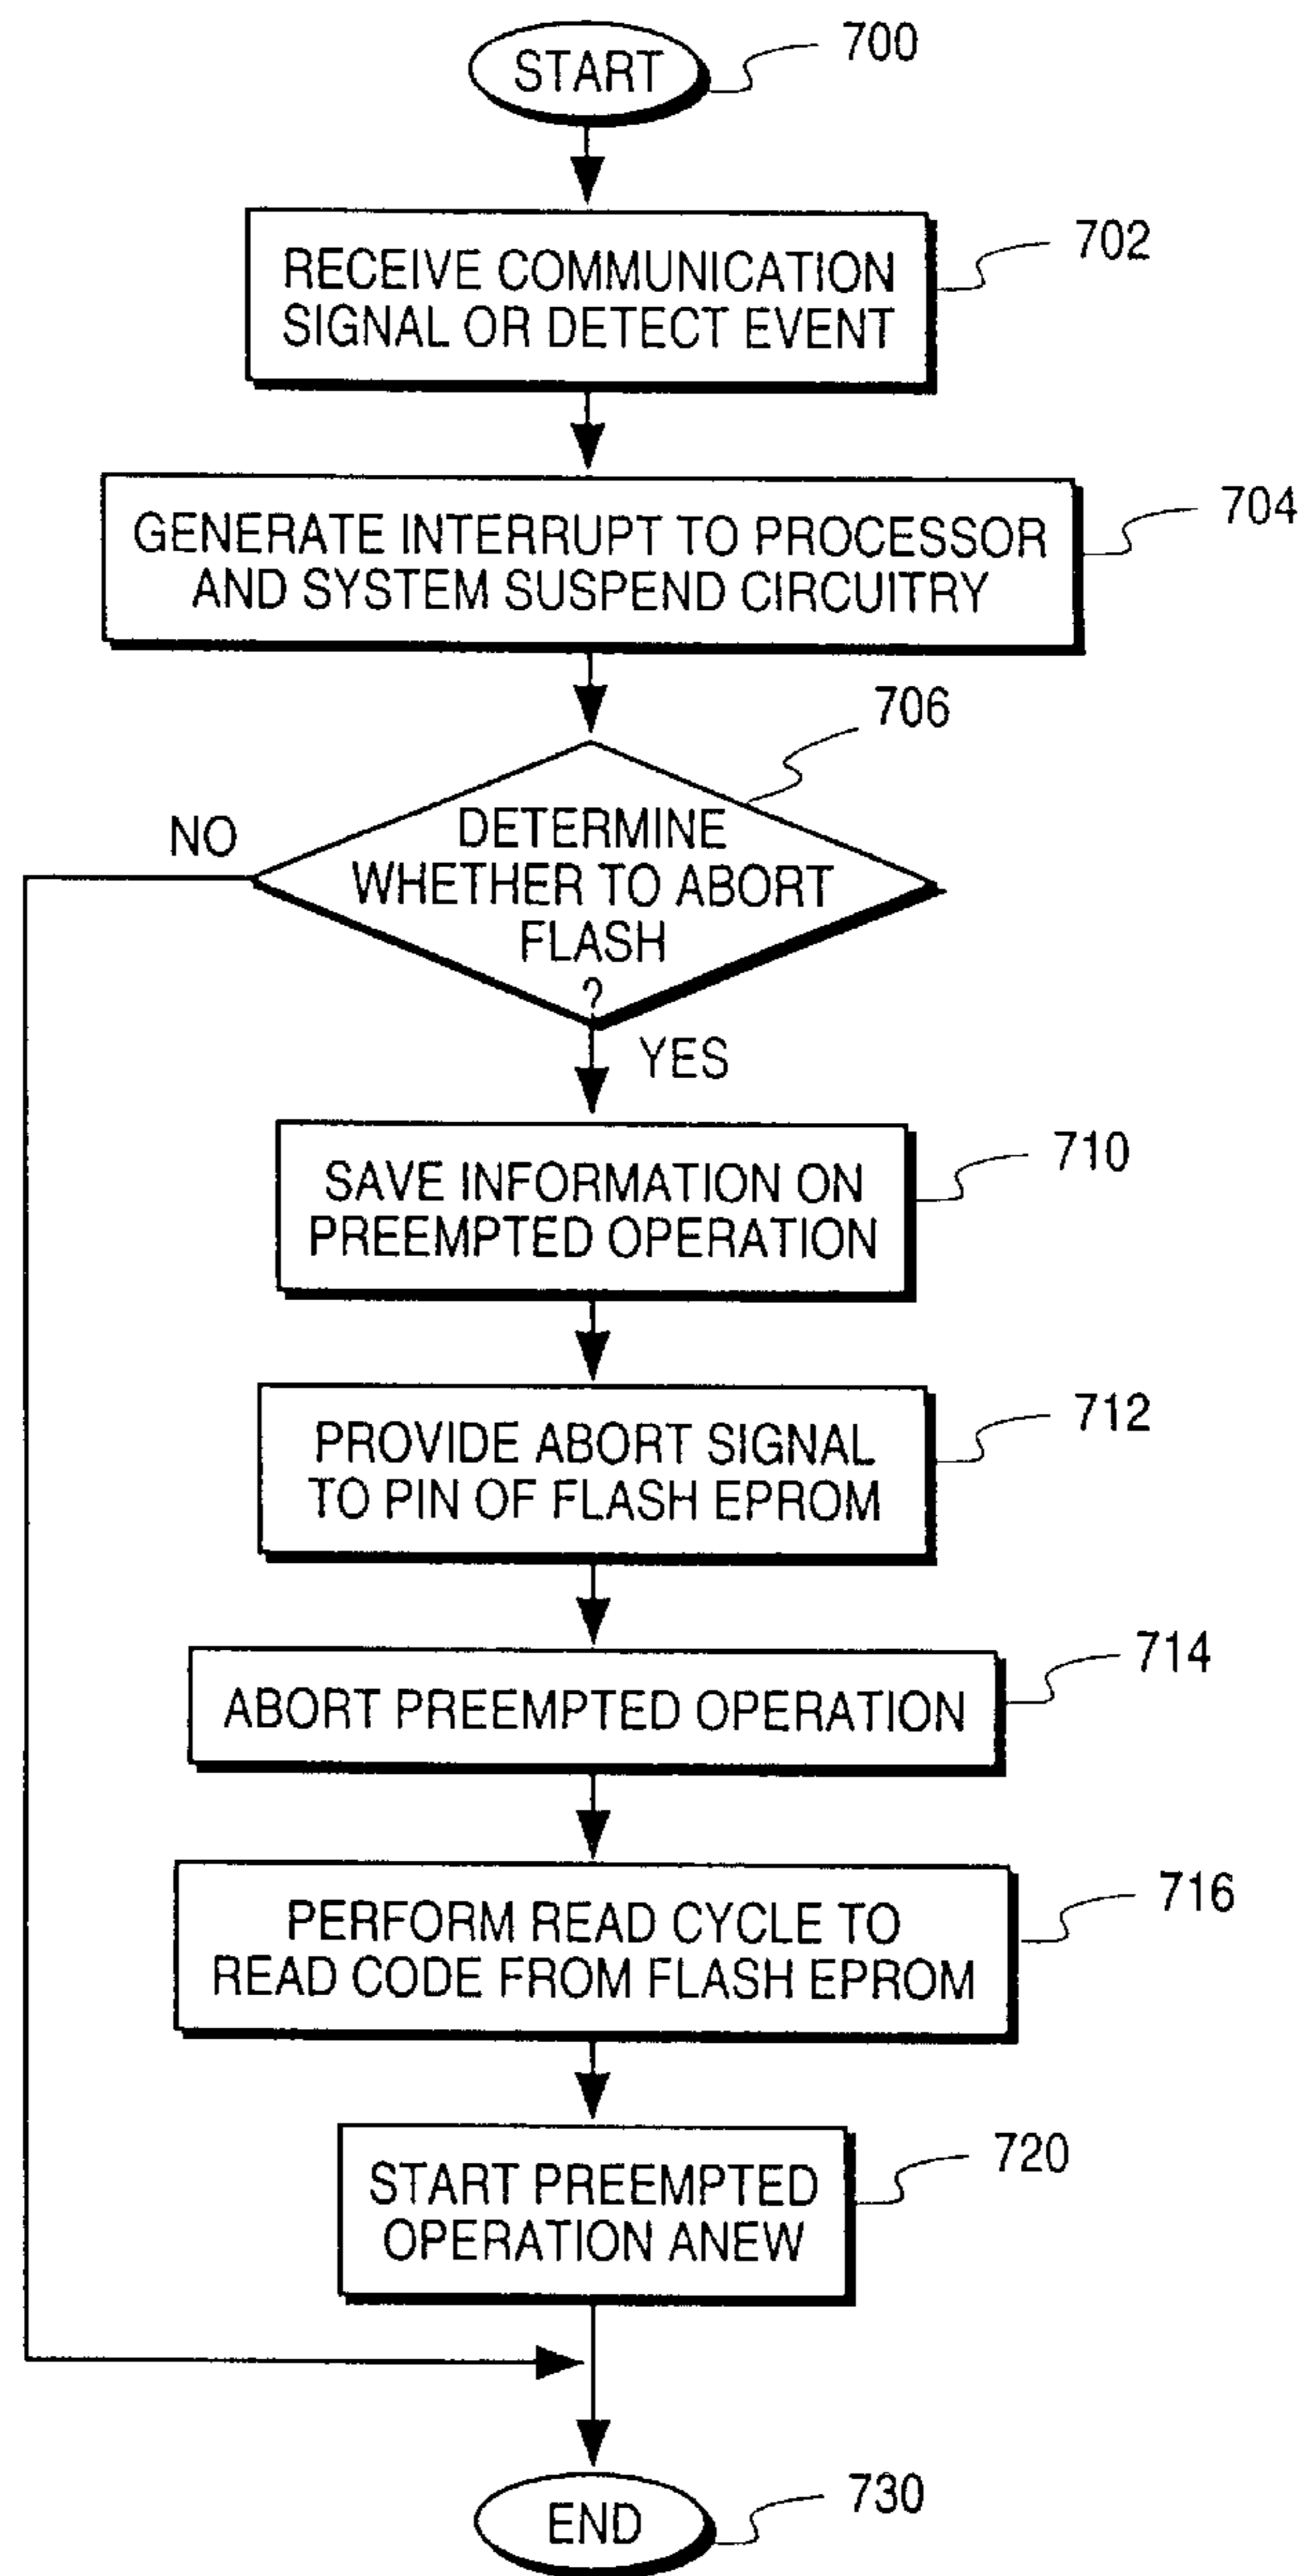 START
700
RECEIVE COMMUNICATION
SIGNAL OR DETECT EVENT
702
GENERATE INTERRUPT TO PROCESSOR
AND SYSTEM SUSPEND CIRCUITRY
704
706
NO
DETERMINE
WHETHER TO ABORT
FLASH
?
YES
SAVE INFORMATION ON
PREEMPTED OPERATION
710
PROVIDE ABORT SIGNAL
TO PIN OF FLASH EPROM
712
ABORT PREEMPTED OPERATION
714
PERFORM READ CYCLE TO
READ CODE FROM FLASH EPROM
716
START PREEMPTED
OPERATION ANEW
720
END
730